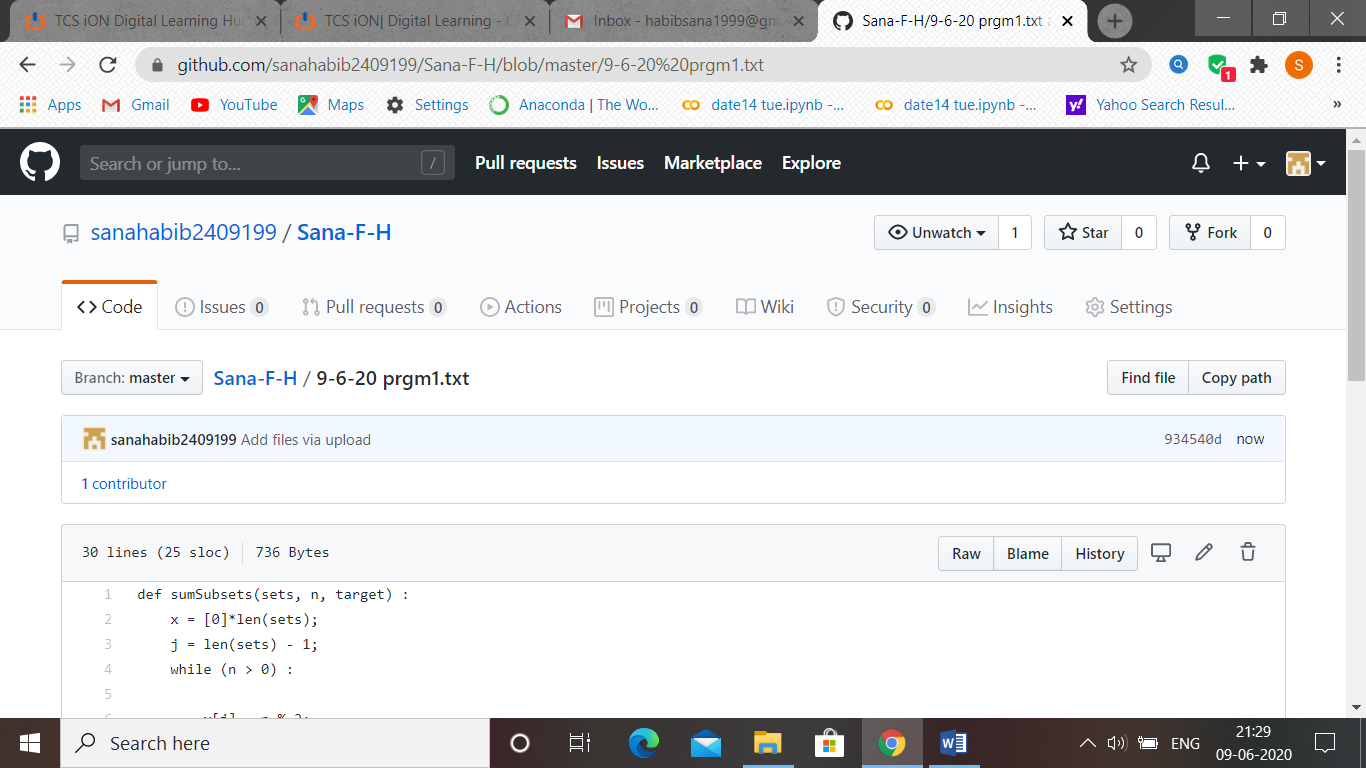 TCS iON Digital Learning Hu
TCS iON| Digital Learning - C
Inbox - habibsana1999@gm
Sana-F-H/9-6-20 prgm1.txt
github.com/sanahabib2409199/Sana-F-H/blob/master/9-6-20%20prgm1.txt
S
1
Apps
Gmail
YouTube
Maps
Settings
Anaconda | The Wo...
date14 tue.ipynb -...
date14 tue.ipynb -...
Yahoo Search Resul...
»
Search or jump to...
/
Pull requests
Issues
Marketplace
Explore
sanahabib2409199 / Sana-F-H
Unwatch
1
Star
0
Fork
0
Code
Issues 0
Pull requests 0
Actions
Projects 0
Wiki
Security 0
Insights
Settings
Branch: master
Sana-F-H / 9-6-20 prgm1.txt
Find file
Copy path
sanahabib2409199 Add files via upload
934540d now
1 contributor
30 lines (25 sloc)
736 Bytes
Raw
Blame
History
1 def sumSubsets(sets, n, target) :
2 x = [0]*len(sets);
3 j = len(sets) - 1;
4 while (n > 0) :
5
Search here
ENG
21:29
09-06-2020